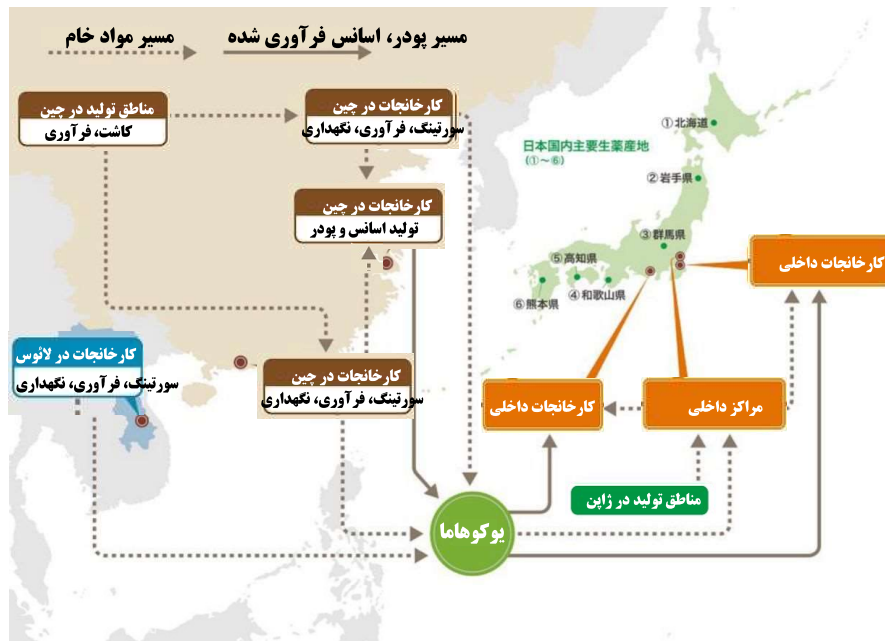 مسیر پودر، اسانس فرآوری شده
مسیر مواد خام
مناطق تولید در چین
کاشت، فرآوری
کارخانجات در چین
سورتینگ، فرآوری، نگهداری
کارخانجات در چین
تولید اسانس و پودر
کارخانجات در لائوس
سورتینگ، فرآوری، نگهداری
کارخانجات در چین
سورتینگ، فرآوری، نگهداری
日本国内主要生薬産地
(①~⑥)
①北海道
②岩手県
③群馬県
⑤高知県
④和歌山県
⑥熊本県
کارخانجات داخلی
کارخانجات داخلی
مراکز داخلی
مناطق تولید در ژاپن
یوکوهاما